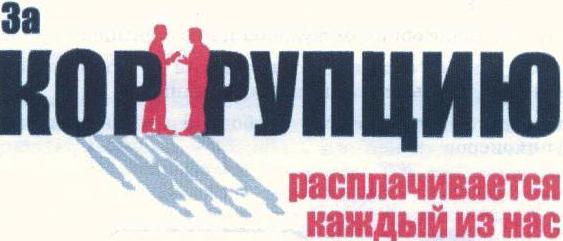 За
КОРРУПЦИЮ
расплачивается
каждый из нас